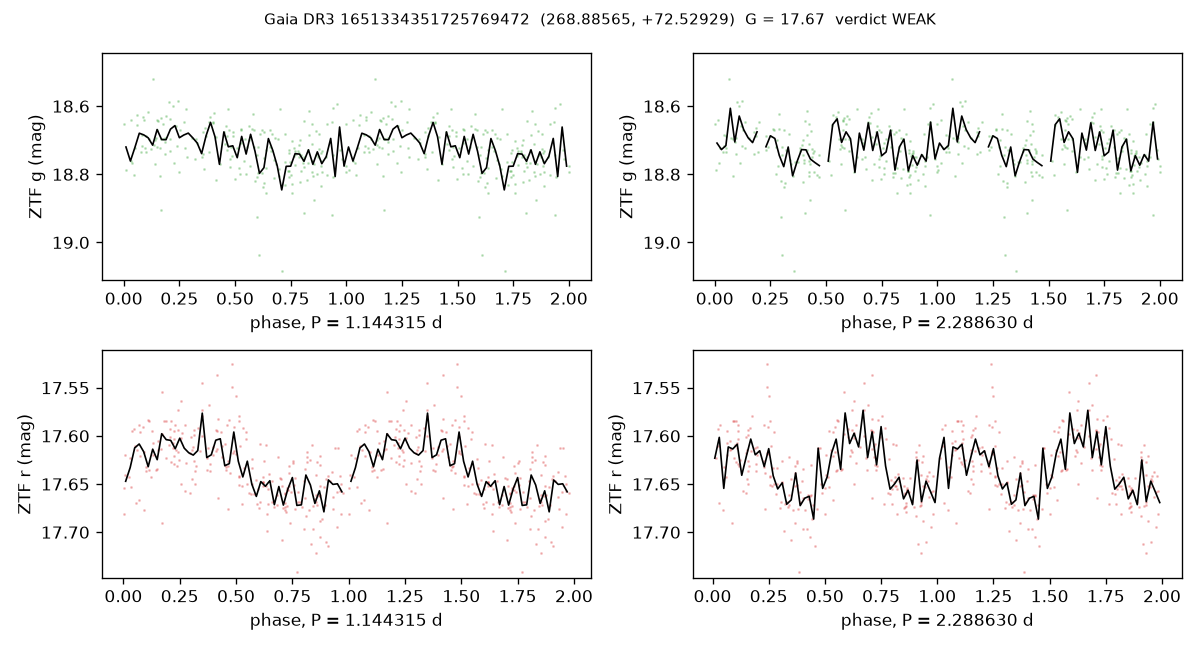 Gaia DR3 1651334351725769472 (268.88565, +72.52929) G = 17.67 verdict WEAK
ZTF g (mag)
18.6
18.8
19.0
0.00 0.25 0.50 0.75 1.00 1.25 1.50 1.75 2.00
phase, P = 1.144315 d
ZTF g (mag)
18.6
18.8
19.0
0.00 0.25 0.50 0.75 1.00 1.25 1.50 1.75 2.00
phase, P = 2.288630 d
ZTF r (mag)
17.55
17.60
17.65
17.70
0.00 0.25 0.50 0.75 1.00 1.25 1.50 1.75 2.00
phase, P = 1.144315 d
ZTF r (mag)
17.55
17.60
17.65
17.70
0.00 0.25 0.50 0.75 1.00 1.25 1.50 1.75 2.00
phase, P = 2.288630 d